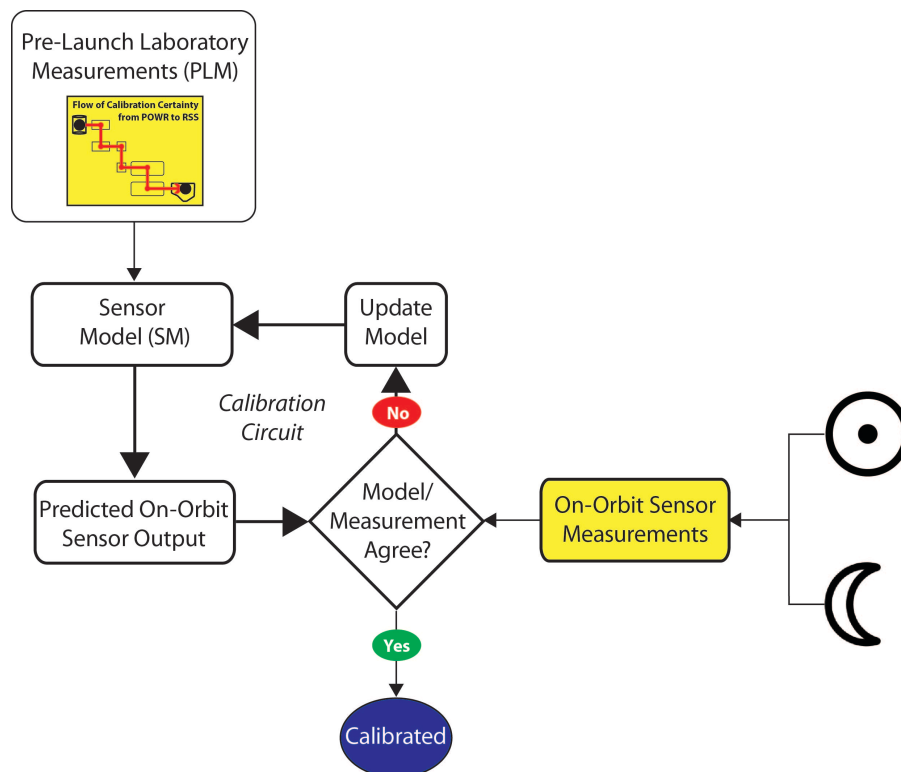 Pre-Launch Laboratory
Measurements (PLM)
Flow of Calibration Certainty
from POWR to RSS
Sensor
Model (SM)
Update
Model
Calibration
Circuit
No
Predicted On-Orbit
Sensor Output
Model/
Measurement
Agree?
On-Orbit Sensor
Measurements
Yes
Calibrated